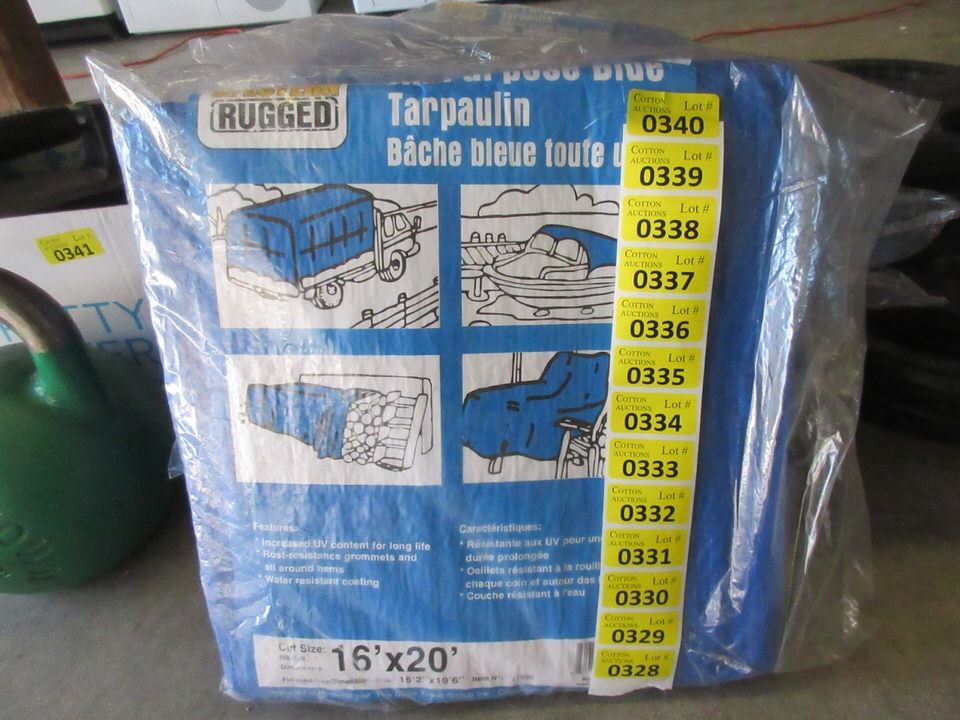 RUGGED
Purpose Blue
Tarpaulin
Bâche bleue toute u
COTTON AUCTIONS Lot #
0340
COTTON AUCTIONS Lot #
0339
COTTON AUCTIONS Lot #
0338
COTTON AUCTIONS Lot #
0337
COTTON AUCTIONS Lot #
0336
COTTON AUCTIONS Lot #
0335
COTTON AUCTIONS Lot #
0334
COTTON AUCTIONS Lot #
0333
COTTON AUCTIONS Lot #
0332
COTTON AUCTIONS Lot #
0331
COTTON AUCTIONS Lot #
0330
COTTON AUCTIONS Lot #
0329
COTTON AUCTIONS Lot #
0328
Lot #
0341
TTY
Features:
* Increased UV content for long life
* Rust-resistance grommets and
all around hems
* Water resistant coating
Caractéristiques:
* Résistante aux UV pour une
durée prolongée
* Oeillets résistant à la rouill
chaque coin et autour des
* Couche résistant à l'eau
Cut Size: 16'x20'
15'2"x19'6" Item N°